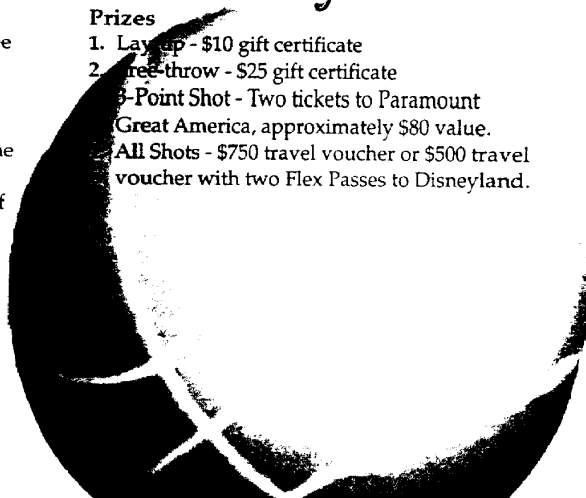 Prizes
1. Lay-up - $10 gift certificate
2. Free-throw - $25 gift certificate
3-Point Shot - Two tickets to Paramount
Great America, approximately $80 value.
All Shots - $750 travel voucher or $500 travel
voucher with two Flex Passes to Disneyland.